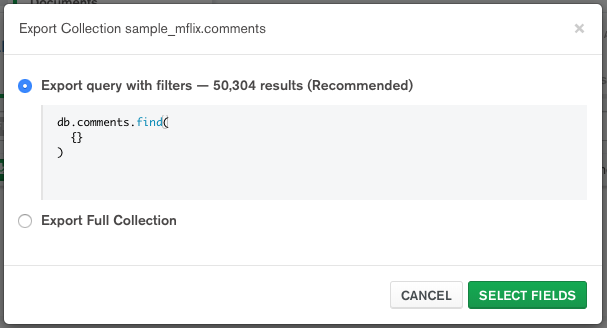 Documents
Export Collection sample_mflix.comments ×
Export query with filters — 50,304 results (Recommended)
db.comments.find(
  {}
)
Export Full Collection
CANCEL
SELECT FIELDS